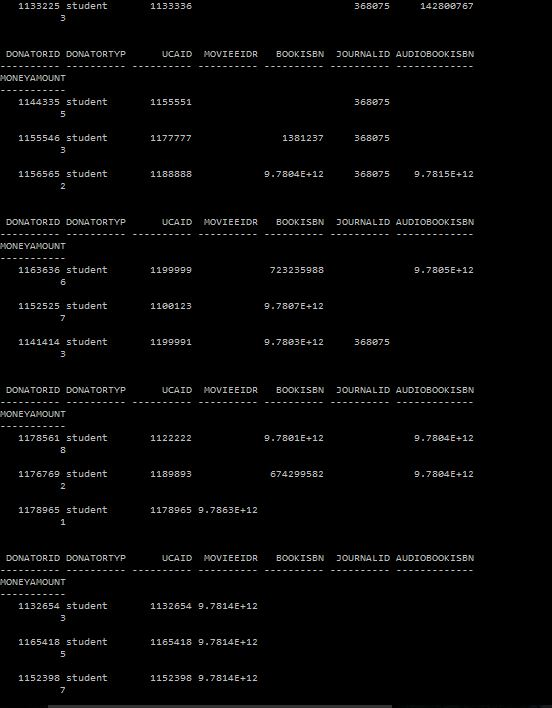 1133225 student 1133336 368075 142800767
3
DONATORID DONATORTYP UCAID MOVIEEIDR BOOKISBN JOURNALID AUDIOBOOKISBN
---------- ---------- ---------- ---------- ---------- ---------- -------------
MONEYAMOUNT
-----------
1144335 student 1155551 368075
5
1155546 student 1177777 1381237 368075
3
1156565 student 1188888 9.7804E+12 368075 9.7815E+12
2
DONATORID DONATORTYP UCAID MOVIEEIDR BOOKISBN JOURNALID AUDIOBOOKISBN
---------- ---------- ---------- ---------- ---------- ---------- -------------
MONEYAMOUNT
-----------
1163636 student 1199999 723235988 9.7805E+12
6
1152525 student 1100123 9.7807E+12
7
1141414 student 1199991 9.7803E+12 368075
3
DONATORID DONATORTYP UCAID MOVIEEIDR BOOKISBN JOURNALID AUDIOBOOKISBN
---------- ---------- ---------- ---------- ---------- ---------- -------------
MONEYAMOUNT
-----------
1178561 student 1122222 9.7801E+12 9.7804E+12
8
1176769 student 1189893 674299582 9.7804E+12
2
1178965 student 1178965 9.7863E+12
1
DONATORID DONATORTYP UCAID MOVIEEIDR BOOKISBN JOURNALID AUDIOBOOKISBN
---------- ---------- ---------- ---------- ---------- ---------- -------------
MONEYAMOUNT
-----------
1132654 student 1132654 9.7814E+12
3
1165418 student 1165418 9.7814E+12
5
1152398 student 1152398 9.7814E+12
7